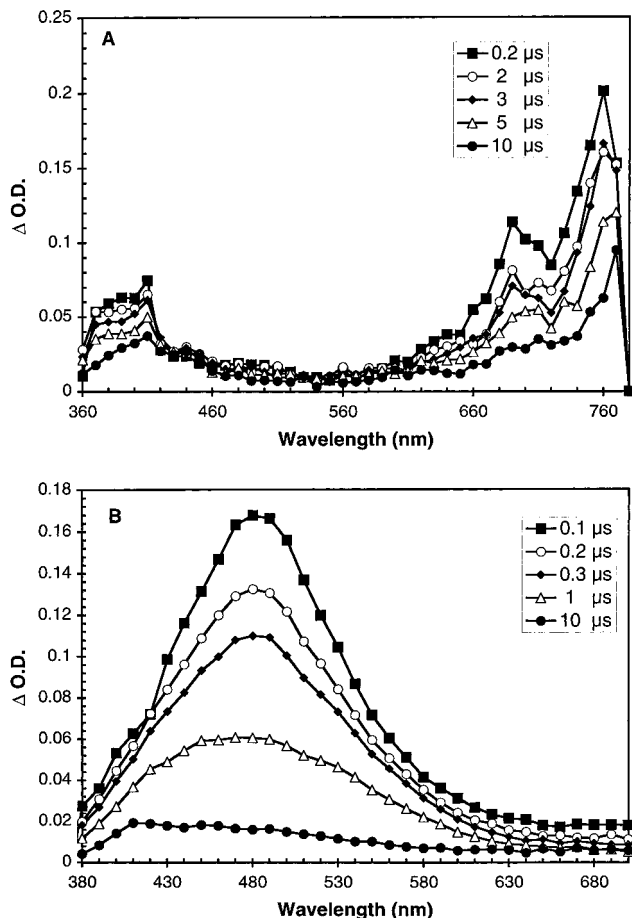 A
0.2 µs
2 µs
3 µs
5 µs
10 µs
0.25
0.2
0.15
0.1
0.05
0
Δ O.D.
360 460 560 660 760
Wavelength (nm)
B
0.1 µs
0.2 µs
0.3 µs
1 µs
10 µs
0.18
0.16
0.14
0.12
0.1
0.08
0.06
0.04
0.02
0
Δ O.D.
380 430 480 530 580 630 680
Wavelength (nm)